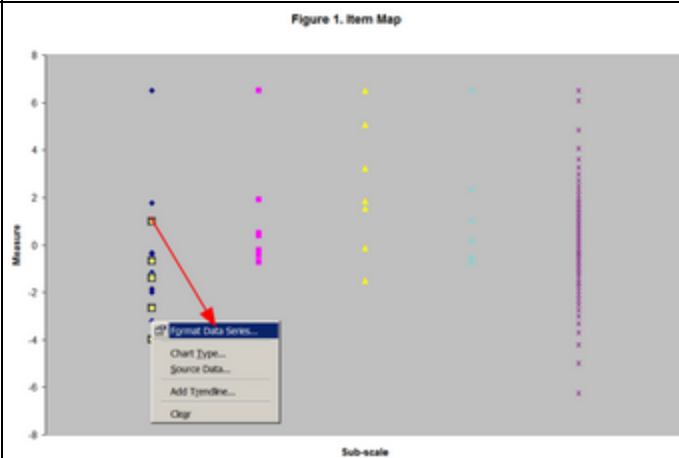 Figure 1. Item Map
8
6
4
2
0
-2
-4
-6
-8
Measure
Format Data Series...
Chart Type...
Source Data...
Add Trendline...
Clear
Sub-scale